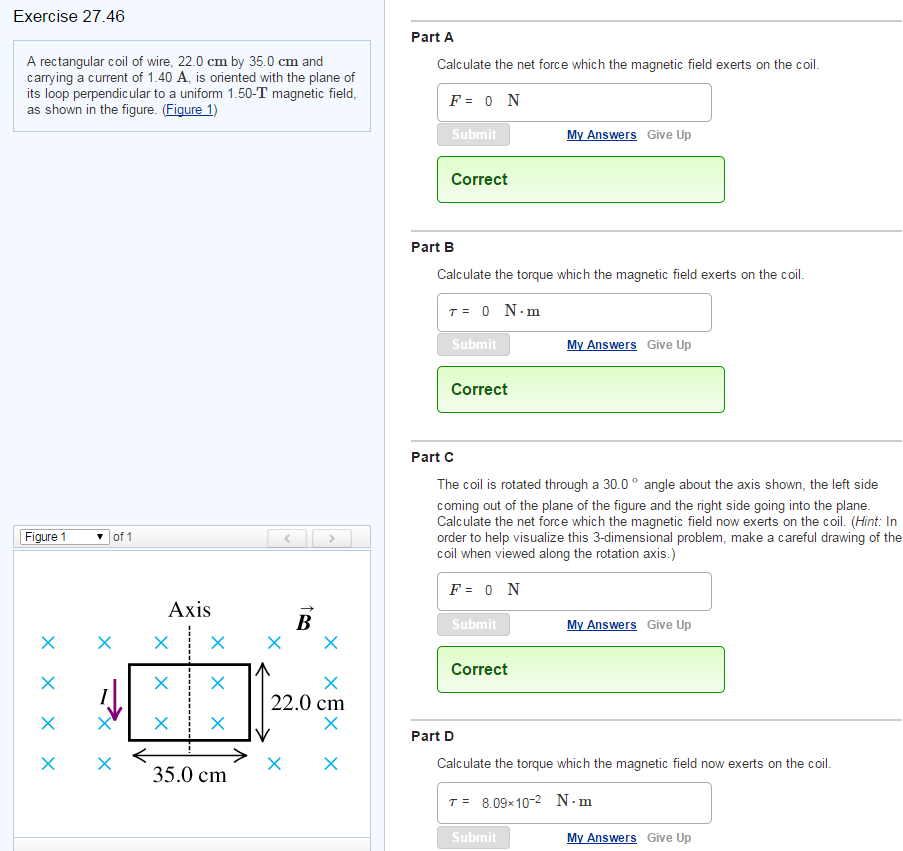 Exercise 27.46
A rectangular coil of wire, 22.0 cm by 35.0 cm and
carrying a current of 1.40 A, is oriented with the plane of
its loop perpendicular to a uniform 1.50-T magnetic field,
as shown in the figure. (Figure 1)
Figure 1 ▼ of 1
< >
Axis
B⃗
I
22.0 cm
35.0 cm
Part A
Calculate the net force which the magnetic field exerts on the coil.
F = 0 N
Submit My Answers Give Up
Correct
Part B
Calculate the torque which the magnetic field exerts on the coil.
τ = 0 N·m
Submit My Answers Give Up
Correct
Part C
The coil is rotated through a 30.0 ° angle about the axis shown, the left side
coming out of the plane of the figure and the right side going into the plane.
Calculate the net force which the magnetic field now exerts on the coil. (Hint: In
order to help visualize this 3-dimensional problem, make a careful drawing of the
coil when viewed along the rotation axis.)
F = 0 N
Submit My Answers Give Up
Correct
Part D
Calculate the torque which the magnetic field now exerts on the coil.
τ = 8.09×10⁻² N·m
Submit My Answers Give Up